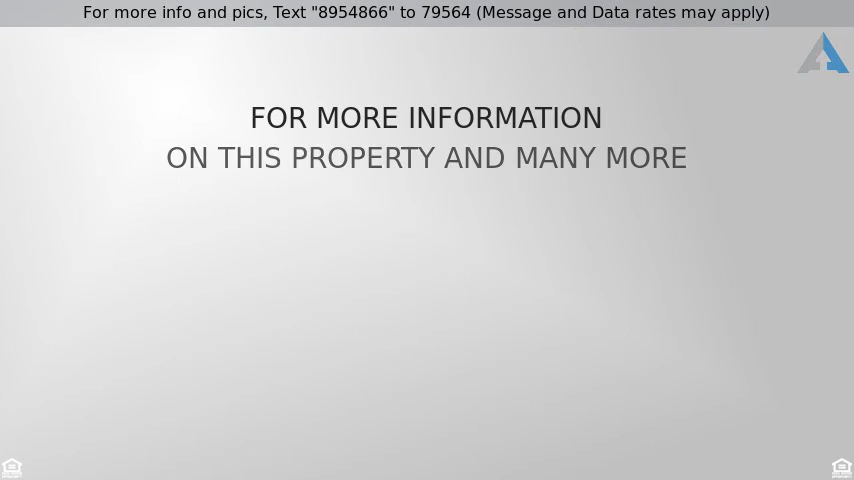 For more info and pics, Text "8954866" to 79564 (Message and Data rates may apply)
FOR MORE INFORMATION
ON THIS PROPERTY AND MANY MORE